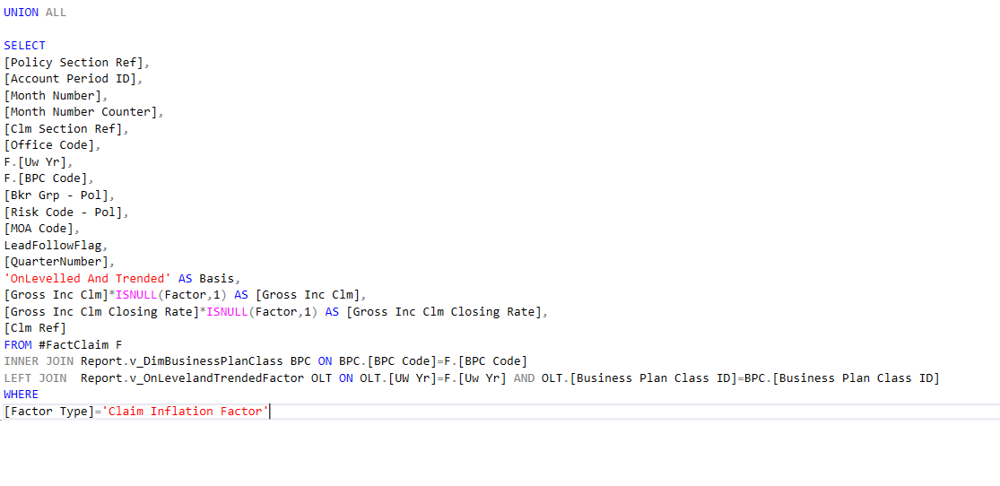 UNION ALL
SELECT
[Policy Section Ref],
[Account Period ID],
[Month Number],
[Month Number Counter],
[Clm Section Ref],
[Office Code],
F.[Uw Yr],
F.[BPC Code],
[Bkr Grp - Pol],
[Risk Code - Pol],
[MOA Code],
LeadFollowFlag,
[QuarterNumber],
'OnLevelled And Trended' AS Basis,
[Gross Inc Clm]*ISNULL(Factor,1) AS [Gross Inc Clm],
[Gross Inc Clm Closing Rate]*ISNULL(Factor,1) AS [Gross Inc Clm Closing Rate],
[Clm Ref]
FROM #FactClaim F
INNER JOIN Report.v_DimBusinessPlanClass BPC ON BPC.[BPC Code]=F.[BPC Code]
LEFT JOIN  Report.v_OnLevelandTrendedFactor OLT ON OLT.[UW Yr]=F.[Uw Yr] AND OLT.[Business Plan Class ID]=BPC.[Business Plan Class ID]
WHERE
[Factor Type]='Claim Inflation Factor'